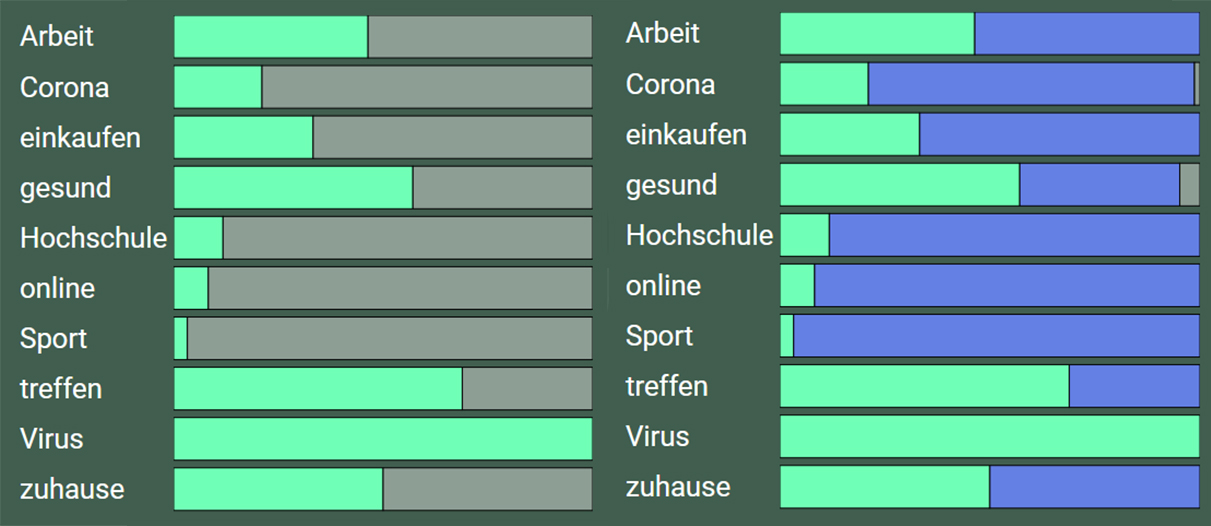 Arbeit
Corona
einkaufen
gesund
Hochschule
online
Sport
treffen
Virus
zuhause
Arbeit
Corona
einkaufen
gesund
Hochschule
online
Sport
treffen
Virus
zuhause